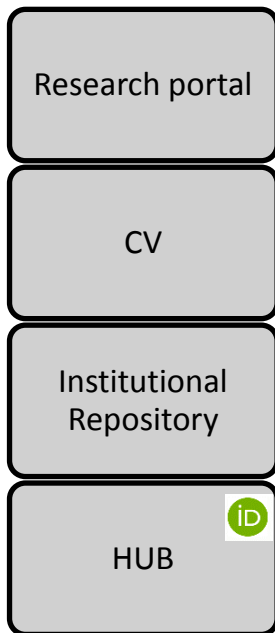 Research portal
CV
Institutional
Repository
iD
HUB